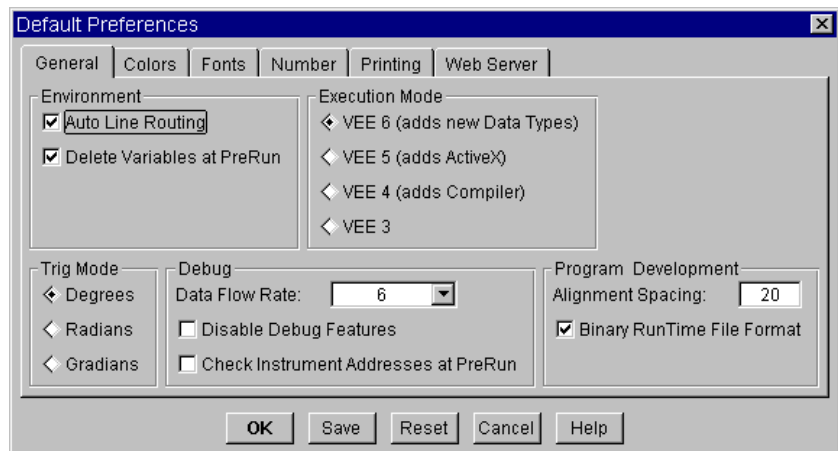 Default Preferences
General Colors Fonts Number Printing Web Server
Environment
Auto Line Routing
Delete Variables at PreRun
Execution Mode
VEE 6 (adds new Data Types)
VEE 5 (adds ActiveX)
VEE 4 (adds Compiler)
VEE 3
Trig Mode
Degrees
Radians
Gradians
Debug
Data Flow Rate: 6
Disable Debug Features
Check Instrument Addresses at PreRun
Program Development
Alignment Spacing: 20
Binary RunTime File Format
OK Save Reset Cancel Help